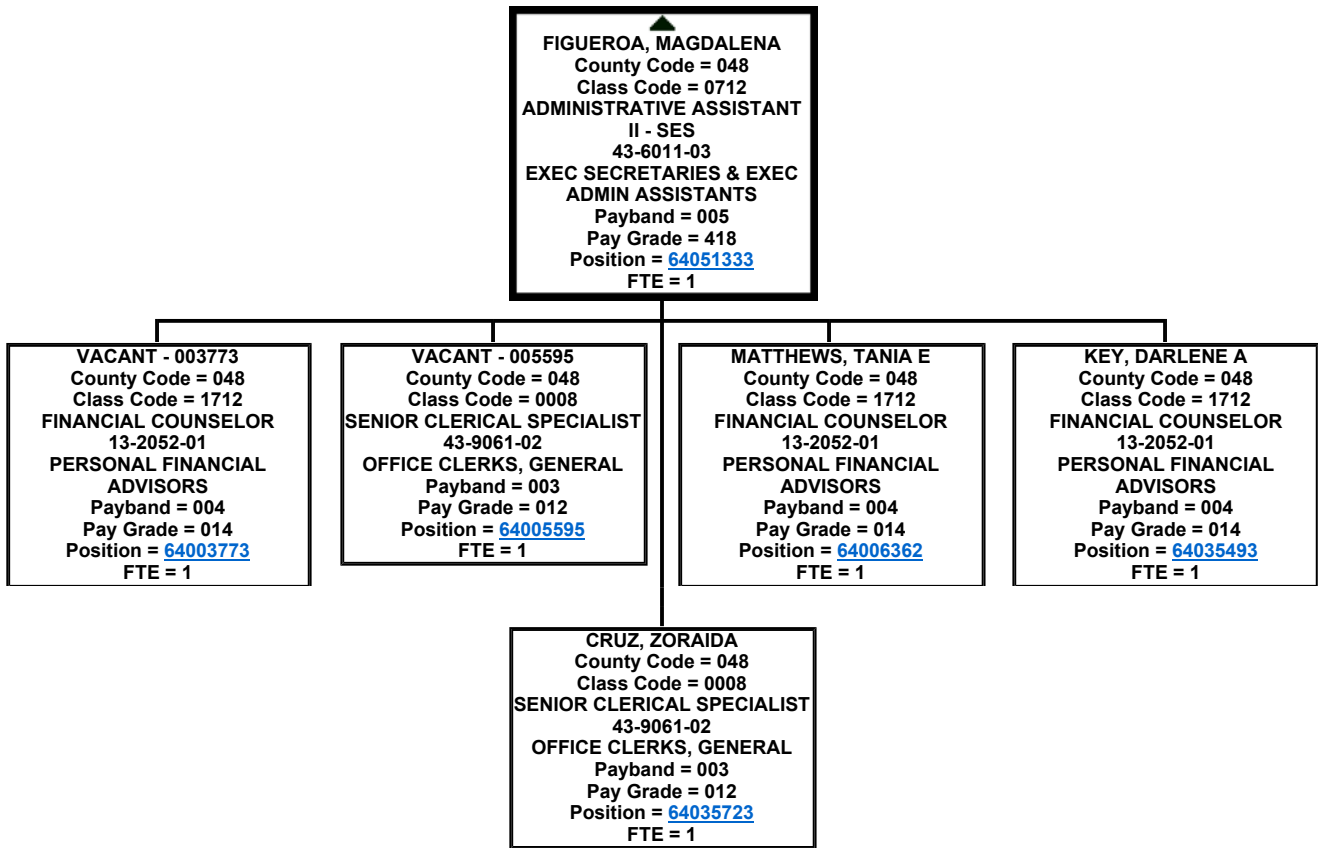 FIGUEROA, MAGDALENA
County Code = 048
Class Code = 0712
ADMINISTRATIVE ASSISTANT
II - SES
43-6011-03
EXEC SECRETARIES & EXEC
ADMIN ASSISTANTS
Payband = 005
Pay Grade = 418
Position = 64051333
FTE = 1
VACANT - 003773
County Code = 048
Class Code = 1712
FINANCIAL COUNSELOR
13-2052-01
PERSONAL FINANCIAL
ADVISORS
Payband = 004
Pay Grade = 014
Position = 64003773
FTE = 1
VACANT - 005595
County Code = 048
Class Code = 0008
SENIOR CLERICAL SPECIALIST
43-9061-02
OFFICE CLERKS, GENERAL
Payband = 003
Pay Grade = 012
Position = 64005595
FTE = 1
MATTHEWS, TANIA E
County Code = 048
Class Code = 1712
FINANCIAL COUNSELOR
13-2052-01
PERSONAL FINANCIAL
ADVISORS
Payband = 004
Pay Grade = 014
Position = 64006362
FTE = 1
KEY, DARLENE A
County Code = 048
Class Code = 1712
FINANCIAL COUNSELOR
13-2052-01
PERSONAL FINANCIAL
ADVISORS
Payband = 004
Pay Grade = 014
Position = 64035493
FTE = 1
CRUZ, ZORAIDA
County Code = 048
Class Code = 0008
SENIOR CLERICAL SPECIALIST
43-9061-02
OFFICE CLERKS, GENERAL
Payband = 003
Pay Grade = 012
Position = 64035723
FTE = 1